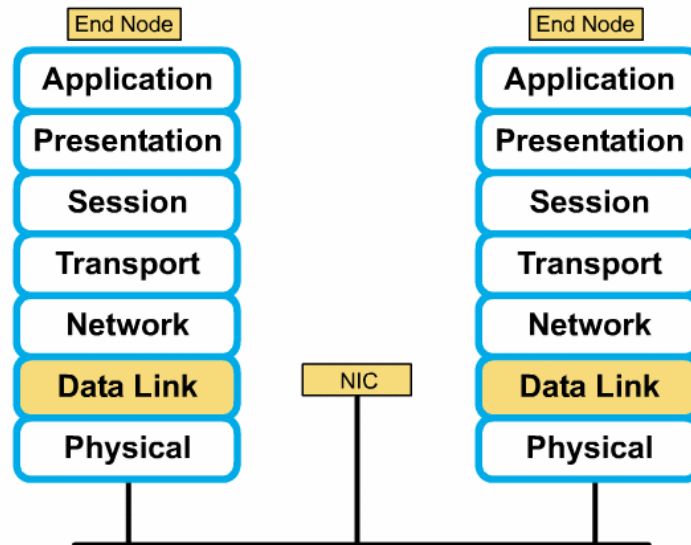 End Node
Application
Presentation
Session
Transport
Network
Data Link
Physical
NIC
End Node
Application
Presentation
Session
Transport
Network
Data Link
Physical